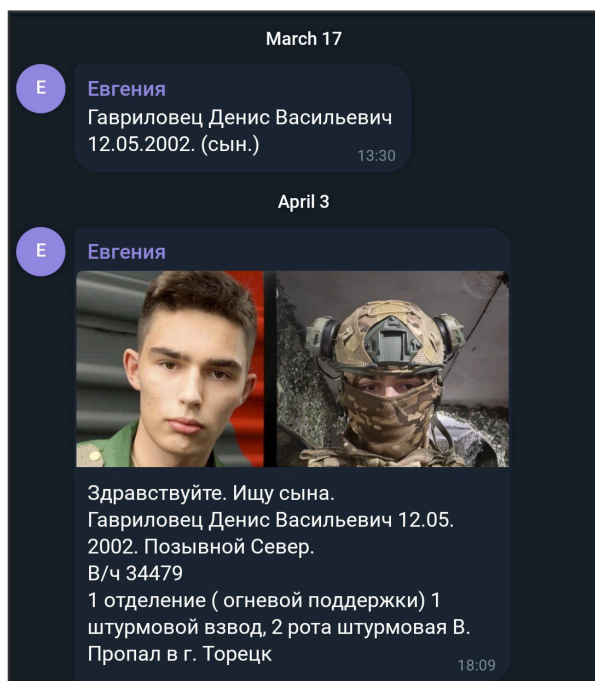 March 17
Е
Евгения
Гавриловец Денис Васильевич
12.05.2002. (сын.)
13:30
April 3
Е
Евгения
Здравствуйте. Ищу сына.
Гавриловец Денис Васильевич 12.05.
2002. Позывной Север.
В/ч 34479
1 отделение ( огневой поддержки) 1
штурмовой взвод, 2 рота штурмовая В.
Пропал в г. Торецк
18:09